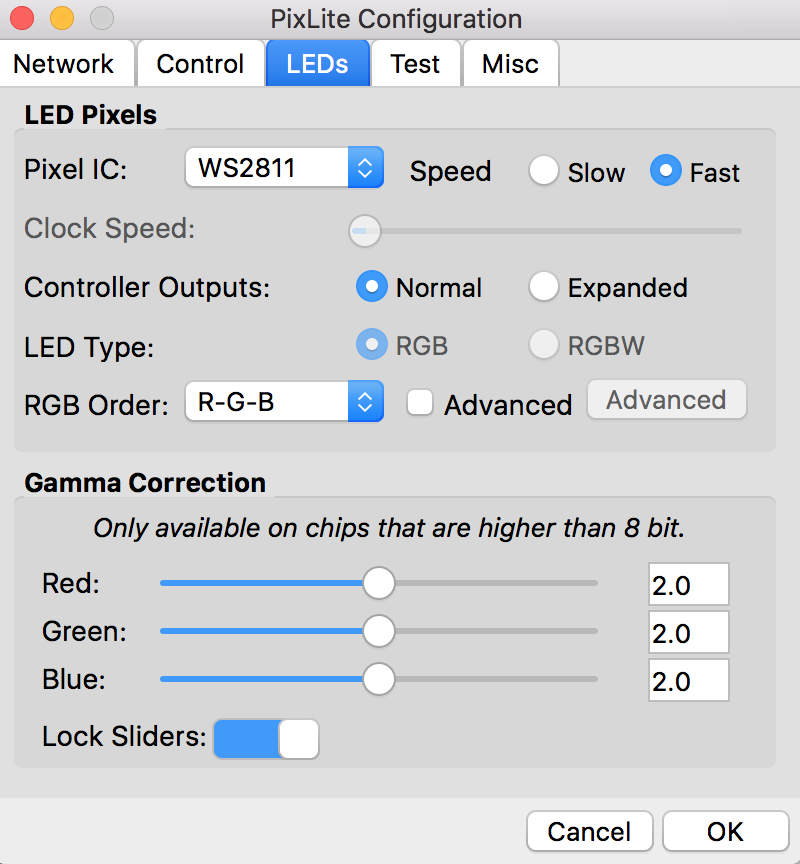 PixLite Configuration
Network Control LEDs Test Misc
LED Pixels
Pixel IC: WS2811 Speed Slow Fast
Clock Speed:
Controller Outputs: Normal Expanded
LED Type: RGB RGBW
RGB Order: R-G-B Advanced Advanced
Gamma Correction
Only available on chips that are higher than 8 bit.
Red: 2.0
Green: 2.0
Blue: 2.0
Lock Sliders:
Cancel OK